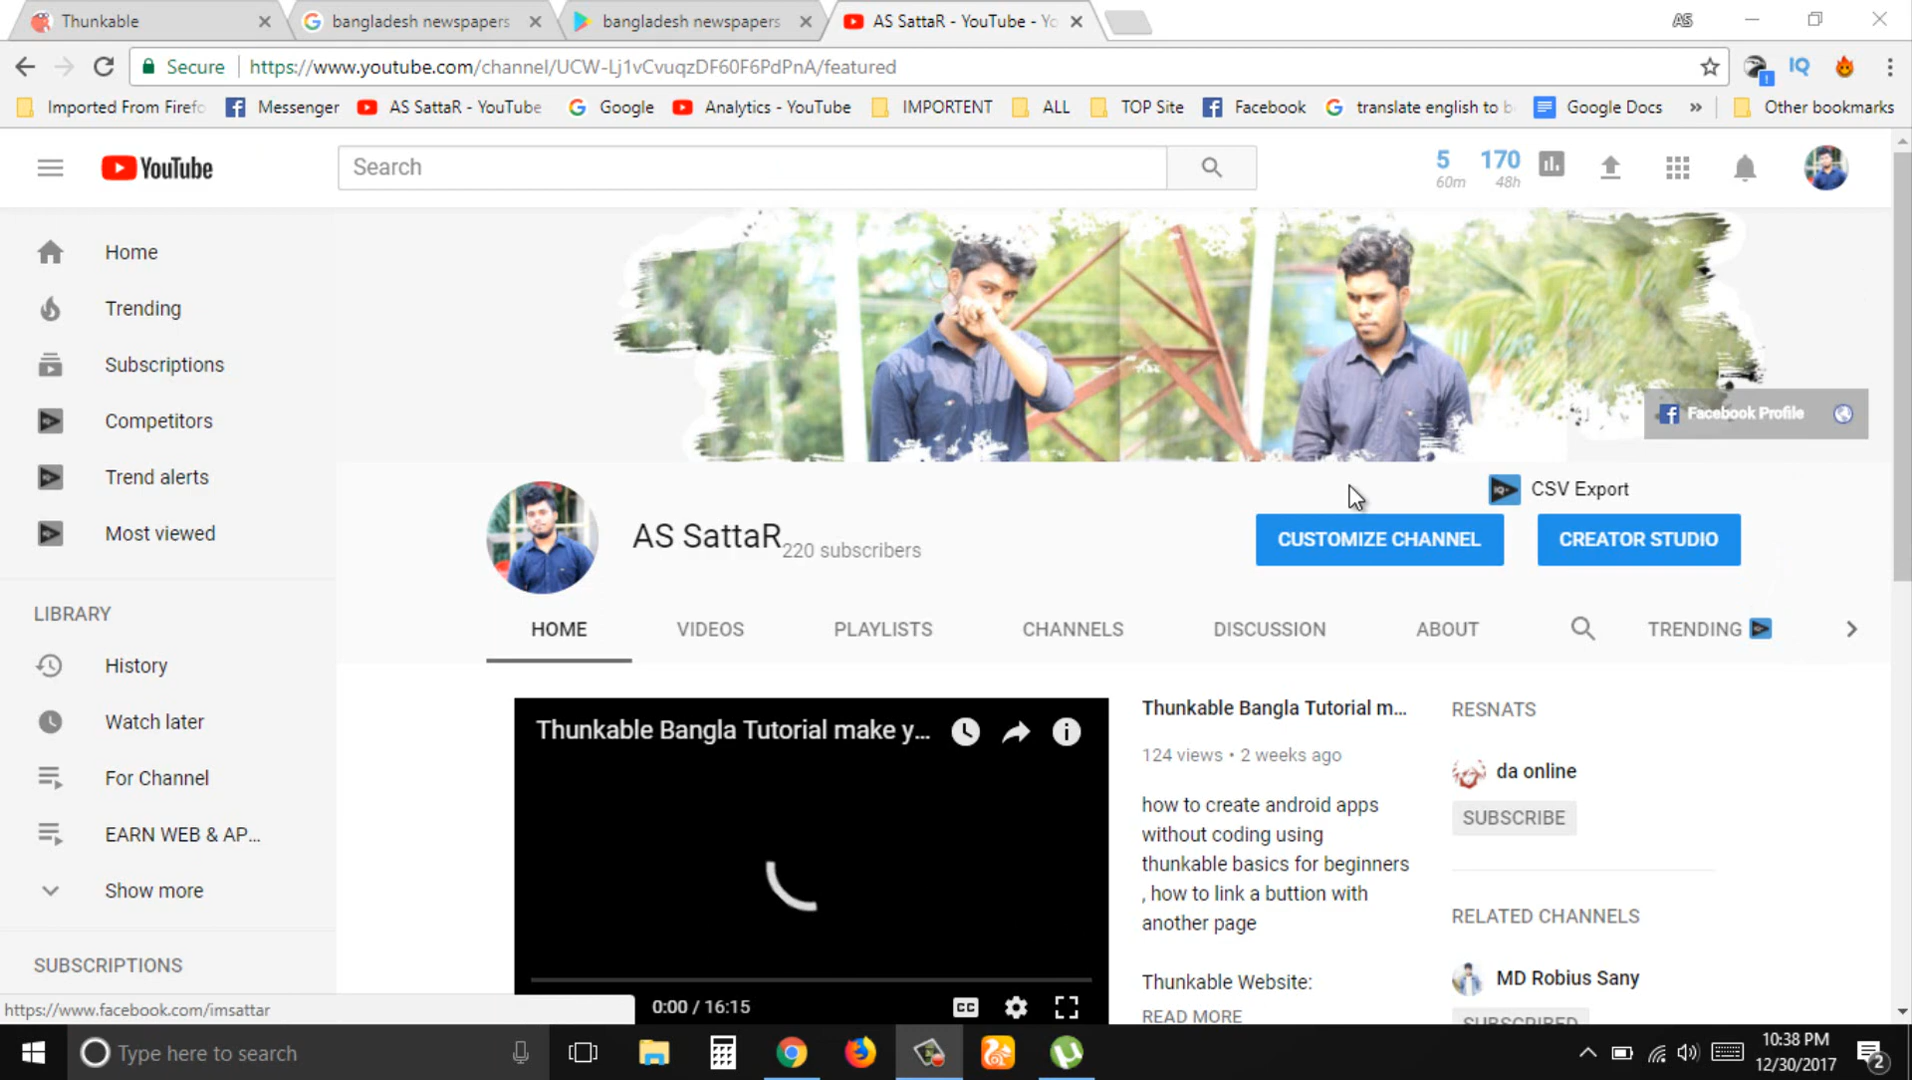 Thunkable
bangladesh newspapers
bangladesh newspapers
AS SattaR - YouTube - Yo
AS
Secure
https://www.youtube.com/channel/UCW-Lj1vCvuqzDF60F6PdPnA/featured
IQ
Imported From Firefo
Messenger
AS SattaR - YouTube
Google
Analytics - YouTube
IMPORTENT
ALL
TOP Site
Facebook
translate english to b
Google Docs
»
Other bookmarks
YouTube
Search
5
60m
170
48h
Home
Trending
Subscriptions
Competitors
Trend alerts
Most viewed
LIBRARY
History
Watch later
For Channel
EARN WEB & AP...
Show more
SUBSCRIPTIONS
Facebook Profile
CSV Export
AS SattaR
220 subscribers
CUSTOMIZE CHANNEL
CREATOR STUDIO
HOME
VIDEOS
PLAYLISTS
CHANNELS
DISCUSSION
ABOUT
TRENDING
Thunkable Bangla Tutorial make y...
0:00 / 16:15
CC
Thunkable Bangla Tutorial m...
124 views • 2 weeks ago
how to create android apps
without coding using
thunkable basics for beginners
, how to link a buttion with
another page
Thunkable Website:
READ MORE
RESNATS
da online
SUBSCRIBE
RELATED CHANNELS
MD Robius Sany
SUBSCRIBED
https://www.facebook.com/imsattar
Type here to search
10:38 PM
12/30/2017
2